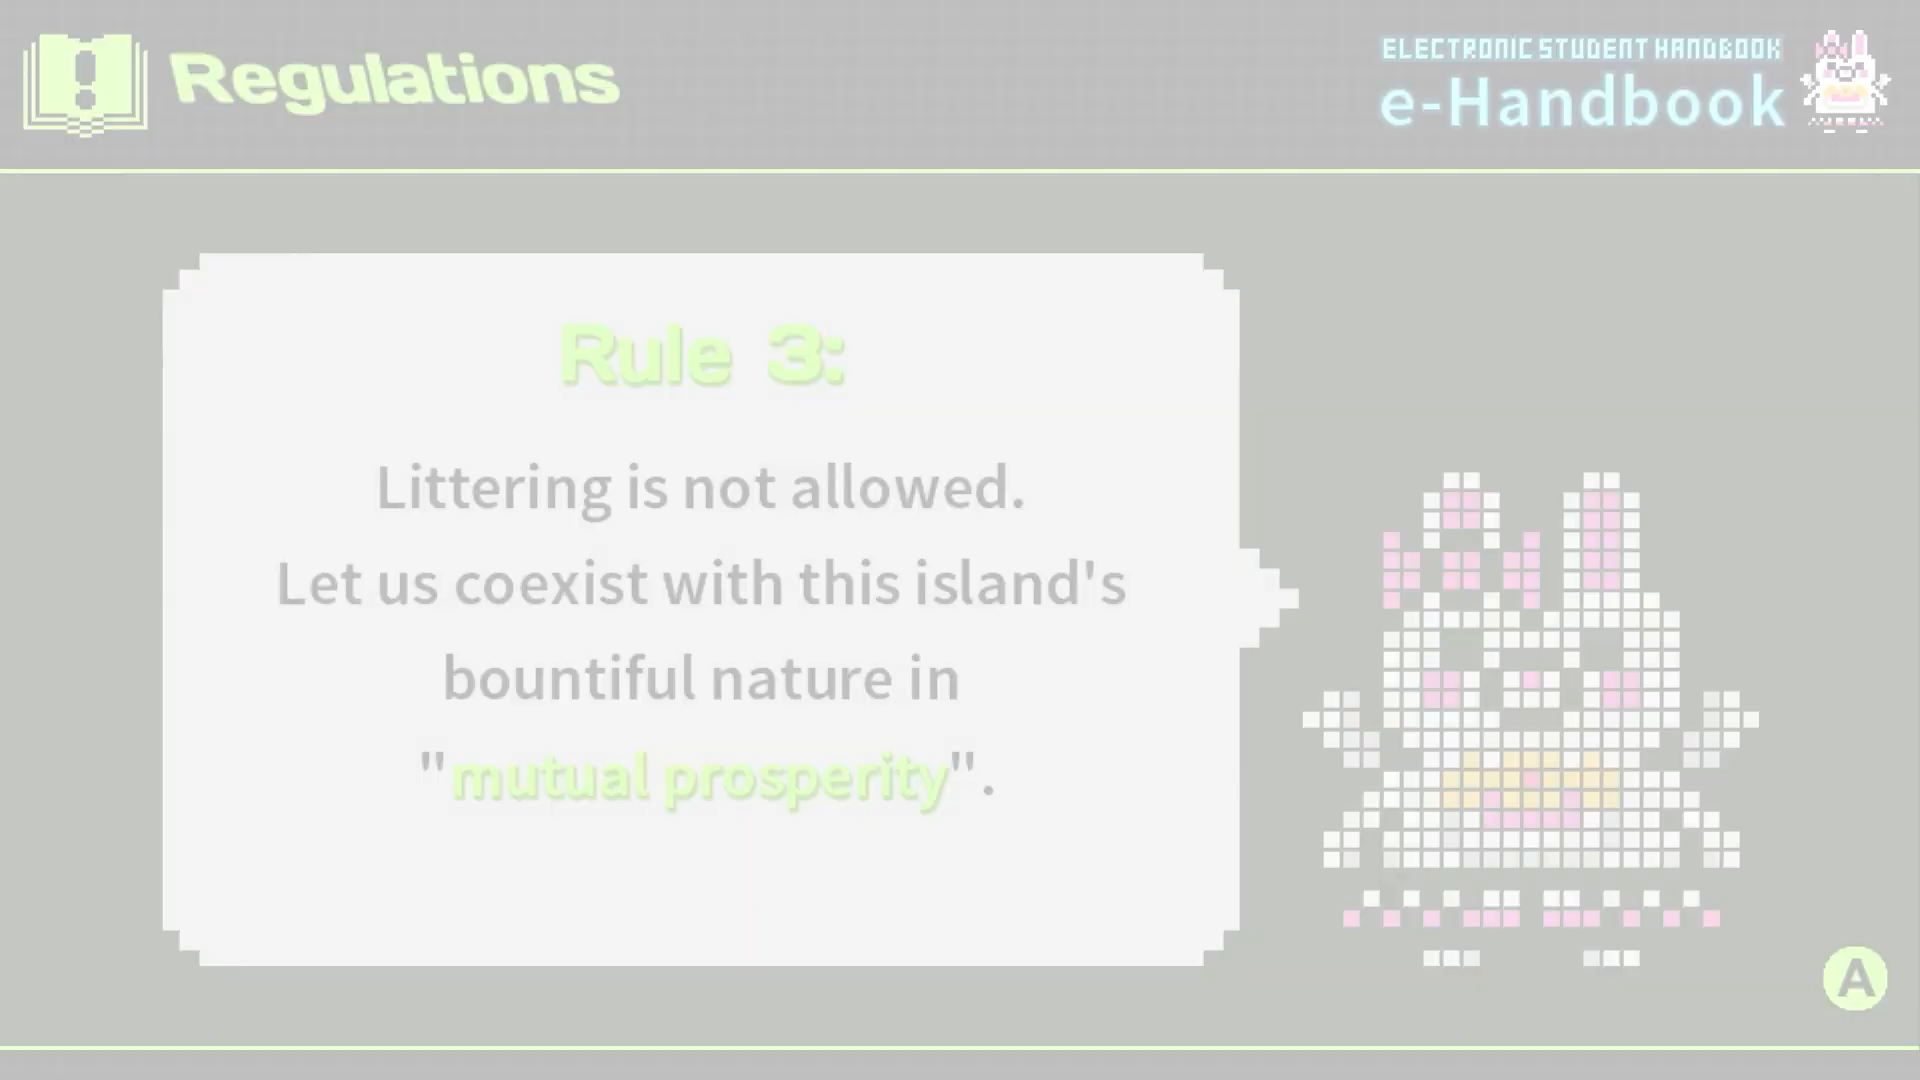 Regulations
ELECTRONIC STUDENT HANDBOOK
e-Handbook
Rule 3:
Littering is not allowed.
Let us coexist with this island's
bountiful nature in
"mutual prosperity".
A